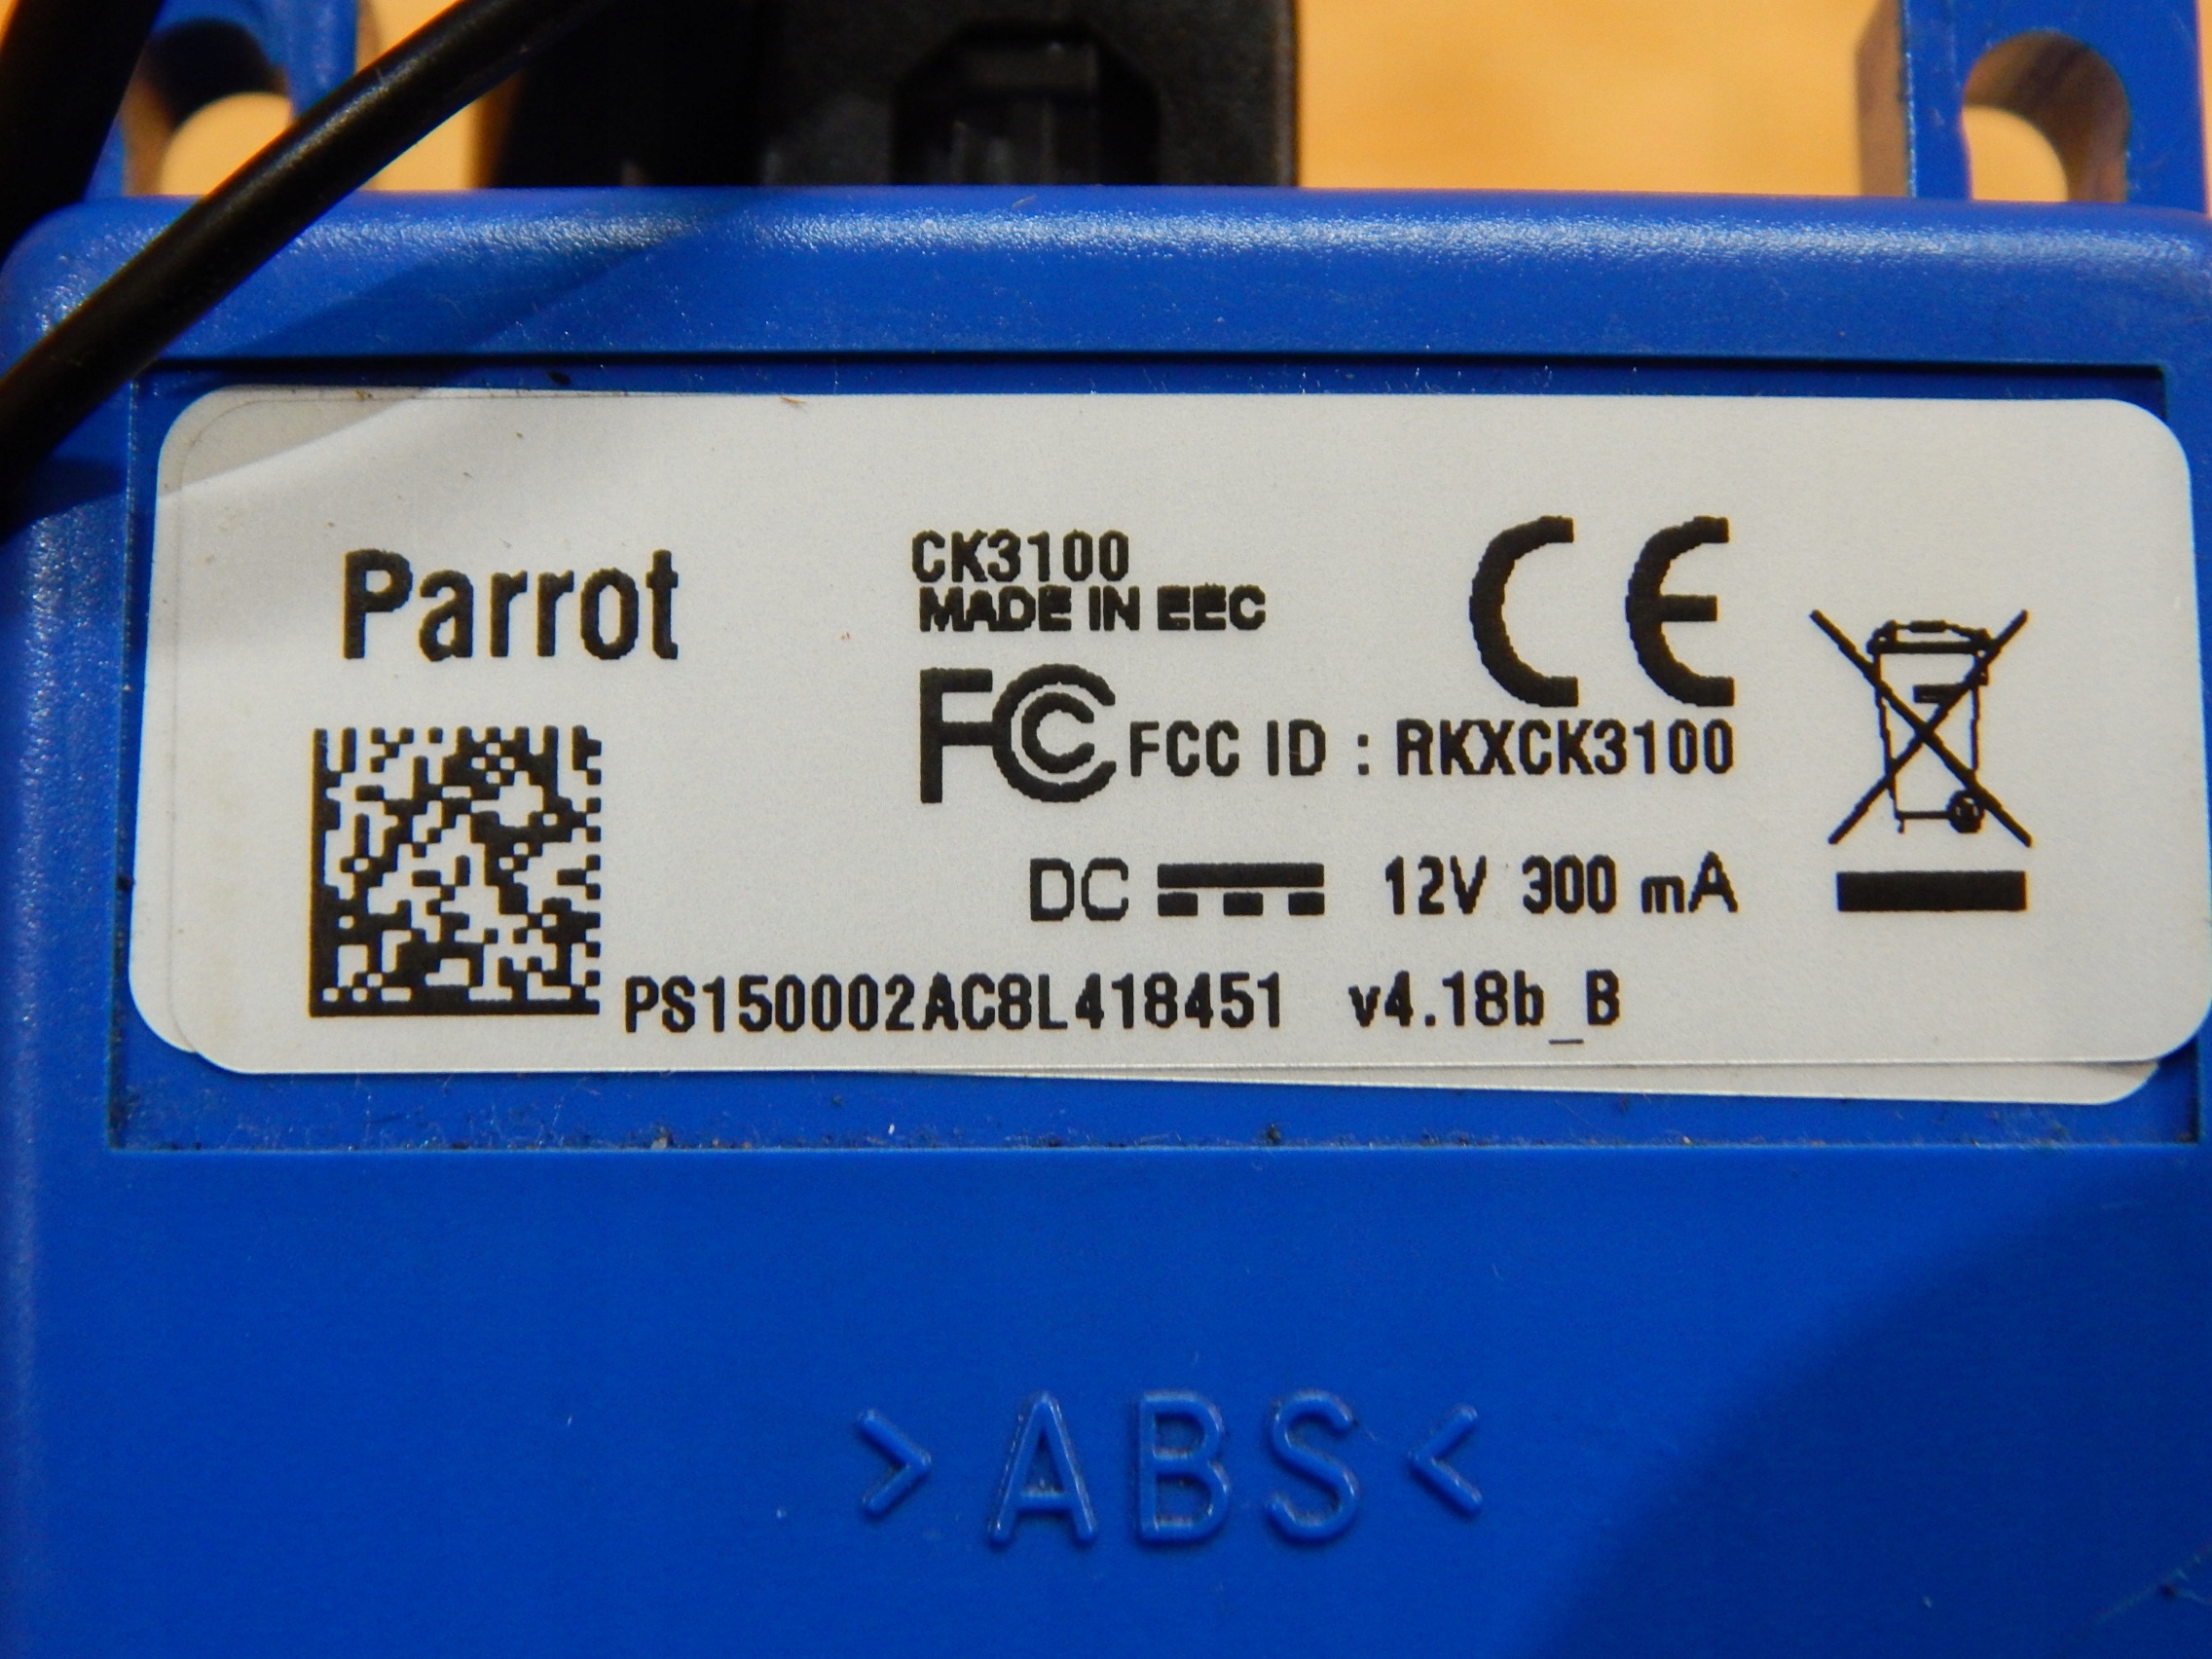 Parrot
CK3100
MADE IN EEC
CE
FC FCC ID : RKXCK3100
DC 12V 300 mA
PS150002AC8L418451 v4.18b_B
>ABS<